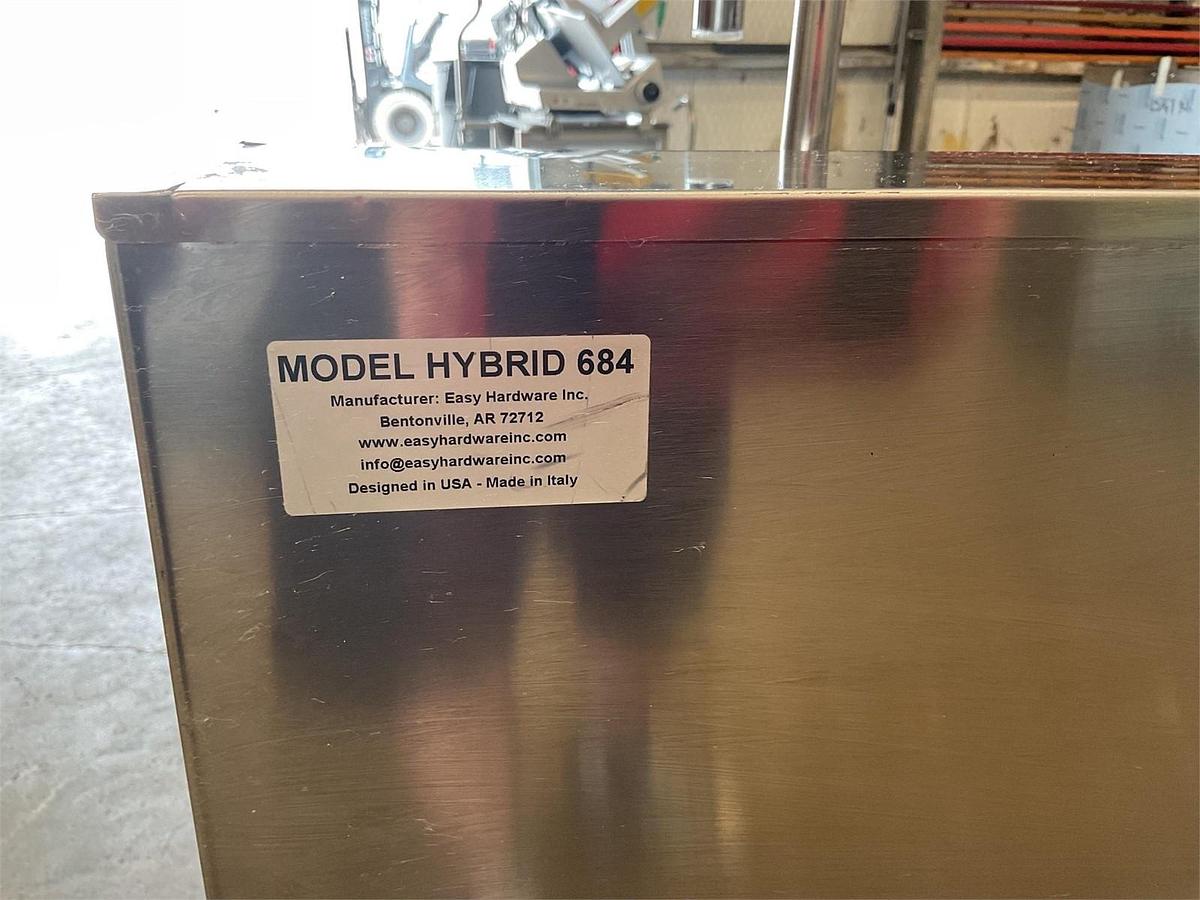 MODEL HYBRID 684
Manufacturer: Easy Hardware Inc.
Bentonville, AR 72712
www.easyhardwareinc.com
info@easyhardwareinc.com
Designed in USA - Made in Italy